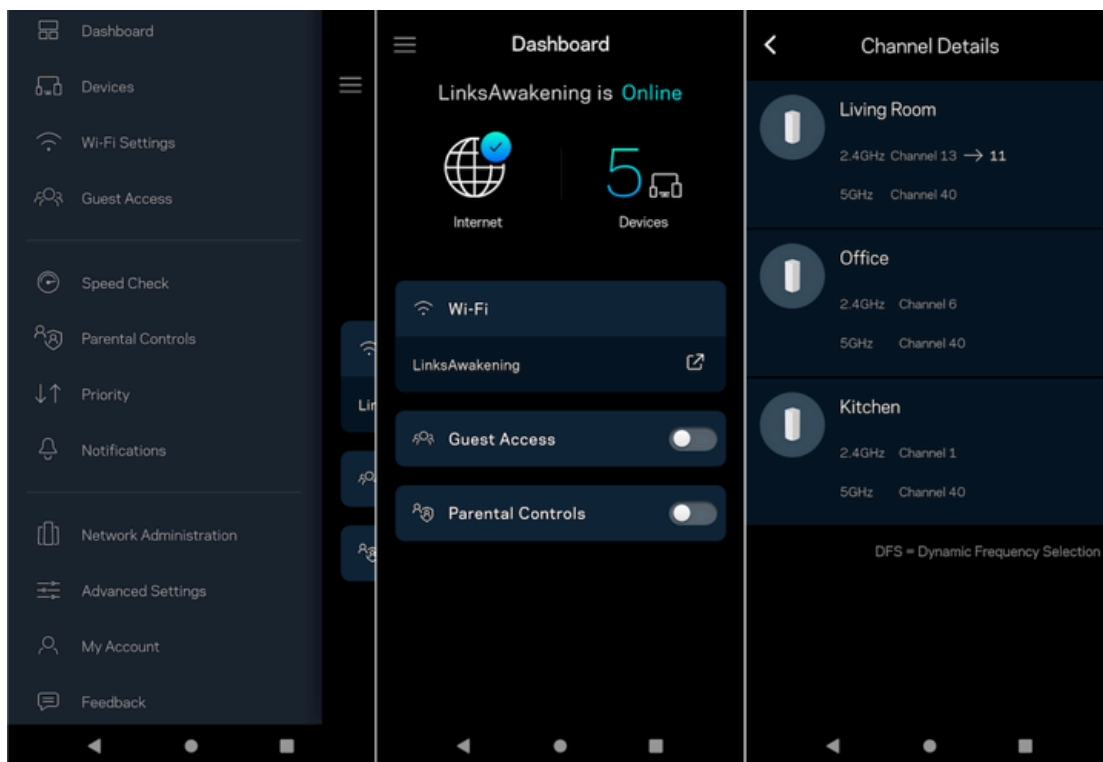 Dashboard
Devices
Wi-Fi Settings
Guest Access
Speed Check
Parental Controls
Priority
Notifications
Network Administration
Advanced Settings
My Account
Feedback
Lin
Dashboard
LinksAwakening is Online
5
Internet
Devices
Wi-Fi
LinksAwakening
Guest Access
Parental Controls
Channel Details
Living Room
2.4GHz Channel 13 → 11
5GHz Channel 40
Office
2.4GHz Channel 6
5GHz Channel 40
Kitchen
2.4GHz Channel 1
5GHz Channel 40
DFS = Dynamic Frequency Selection